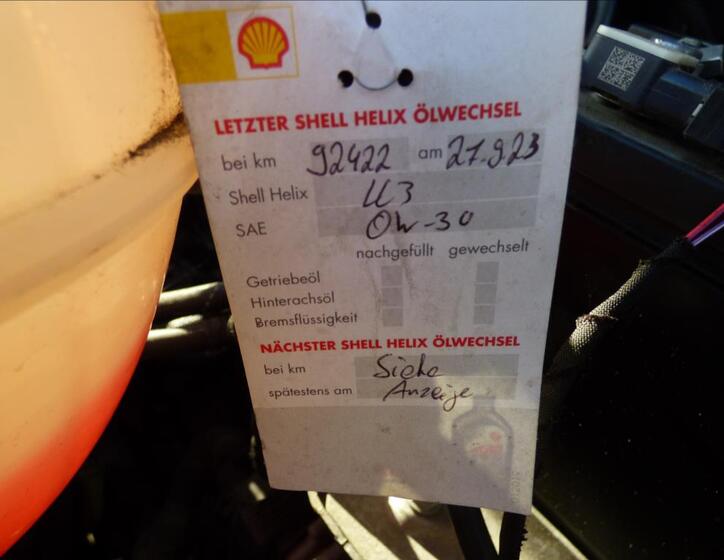 LETZTER SHELL HELIX ÖLWECHSEL
bei km 92422 am 27.9.23
Shell Helix U3
SAE 0W-30
nachgefüllt gewechselt
Getriebeöl
Hinterachsöl
Bremsflüssigkeit
NÄCHSTER SHELL HELIX ÖLWECHSEL
bei km Siehe
spätestens am Anzeige